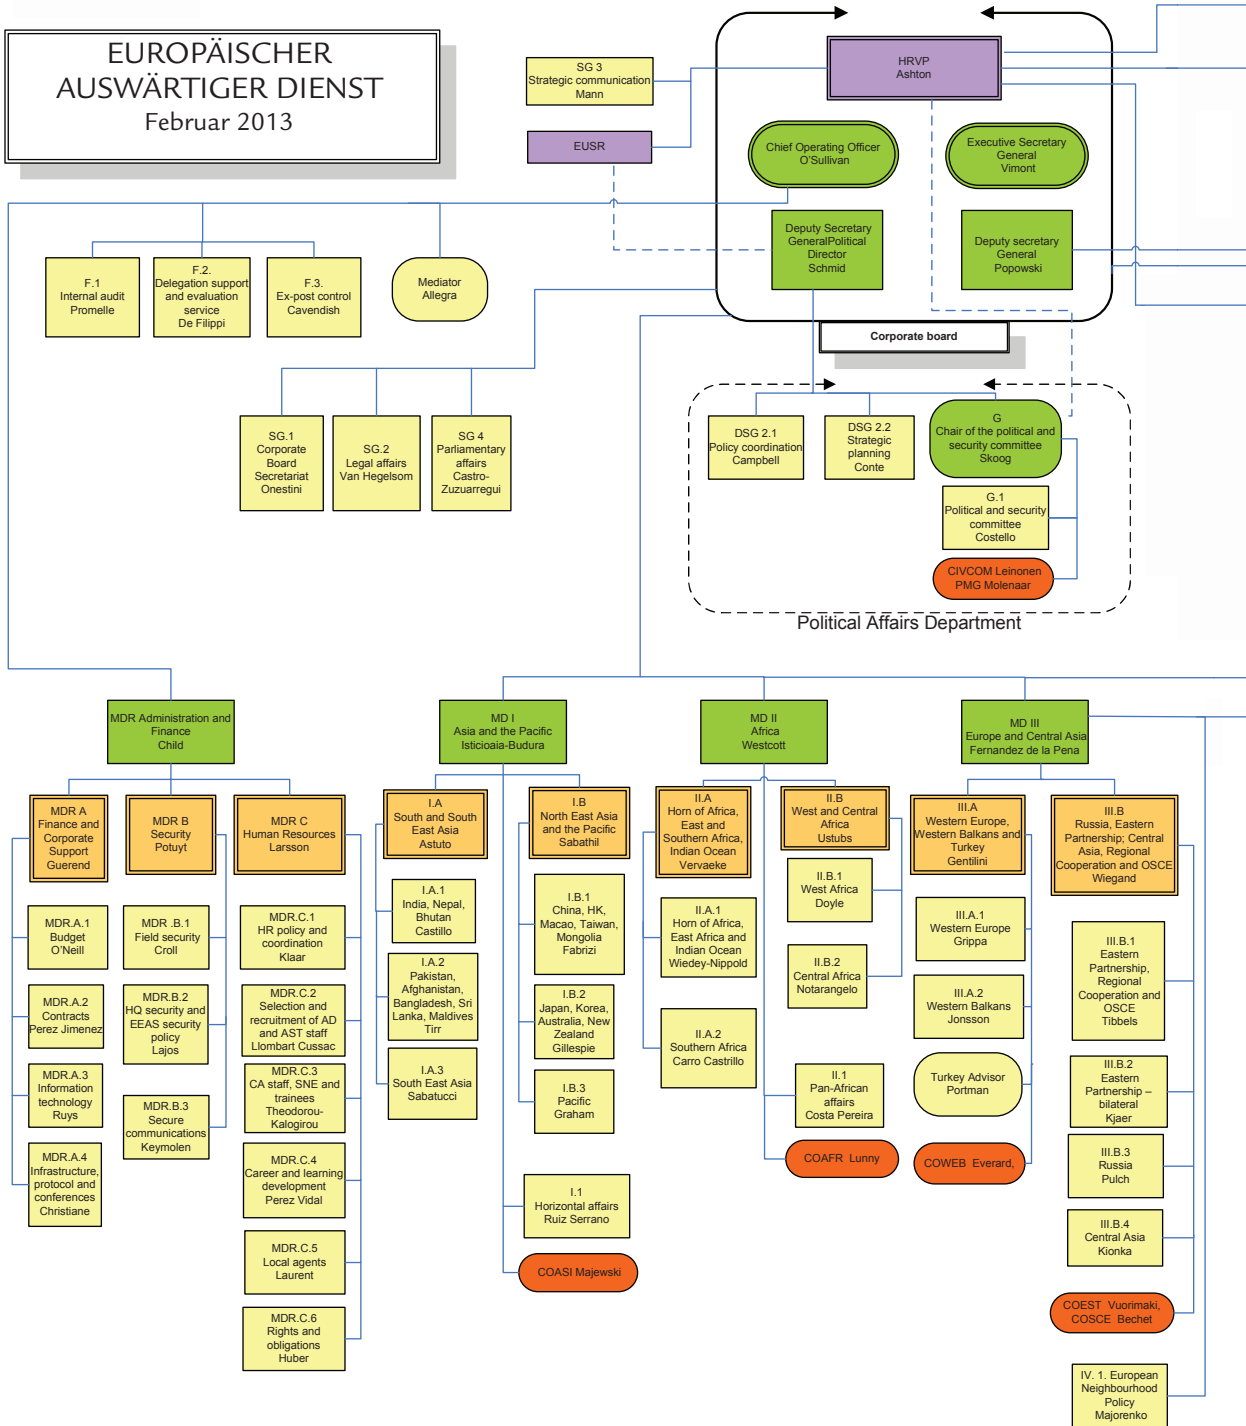 EUROPÄISCHER
AUSWÄRTIGER DIENST
Februar 2013
SG 3
Strategic communication
Mann
EUSR
HRVP
Ashton
Chief Operating Officer
O'Sullivan
Executive Secretary
General
Vimont
Deputy Secretary
GeneralPolitical
Director
Schmid
Deputy secretary
General
Popowski
Corporate board
F.1
Internal audit
Promelle
F.2.
Delegation support
and evaluation
service
De Filippi
F.3.
Ex-post control
Cavendish
Mediator
Allegra
SG.1
Corporate
Board
Secretariat
Onestini
SG.2
Legal affairs
Van Hegelsom
SG 4
Parliamentary
affairs
Castro-
Zuzuarregui
DSG 2.1
Policy coordination
Campbell
DSG 2.2
Strategic
planning
Conte
G
Chair of the political and
security committee
Skoog
G.1
Political and security
committee
Costello
CIVCOM Leinonen
PMG Molenaar
Political Affairs Department
MDR Administration and
Finance
Child
MD I
Asia and the Pacific
Isticioaia-Budura
MD II
Africa
Westcott
MD III
Europe and Central Asia
Fernandez de la Pena
MDR A
Finance and
Corporate
Support
Guerend
MDR B
Security
Potuyt
MDR C
Human Resources
Larsson
I.A
South and South
East Asia
Astuto
I.B
North East Asia
and the Pacific
Sabathil
II.A
Horn of Africa,
East and
Southern Africa,
Indian Ocean
Vervaeke
II.B
West and Central
Africa
Ustubs
III.A
Western Europe,
Western Balkans and
Turkey
Gentilini
III.B
Russia, Eastern
Partnership; Central
Asia, Regional
Cooperation and OSCE
Wiegand
MDR.A.1
Budget
O'Neill
MDR.A.2
Contracts
Perez Jimenez
MDR.A.3
Information
technology
Ruys
MDR.A.4
Infrastructure,
protocol and
conferences
Christiane
MDR .B.1
Field security
Croll
MDR.B.2
HQ security and
EEAS security
policy
Lajos
MDR.B.3
Secure
communications
Keymolen
MDR.C.1
HR policy and
coordination
Klaar
MDR.C.2
Selection and
recruitment of AD
and AST staff
Llombart Cussac
MDR.C.3
CA staff, SNE and
trainees
Theodorou-
Kalogirou
MDR.C.4
Career and learning
development
Perez Vidal
MDR.C.5
Local agents
Laurent
MDR.C.6
Rights and
obligations
Huber
I.A.1
India, Nepal,
Bhutan
Castillo
I.A.2
Pakistan,
Afghanistan,
Bangladesh, Sri
Lanka, Maldives
Tirr
I.A.3
South East Asia
Sabatucci
I.B.1
China, HK,
Macao, Taiwan,
Mongolia
Fabrizi
I.B.2
Japan, Korea,
Australia, New
Zealand
Gillespie
I.B.3
Pacific
Graham
I.1
Horizontal affairs
Ruiz Serrano
COASI Majewski
II.A.1
Horn of Africa,
East Africa and
Indian Ocean
Wiedey-Nippold
II.A.2
Southern Africa
Carro Castrillo
II.B.1
West Africa
Doyle
II.B.2
Central Africa
Notarangelo
II.1
Pan-African
affairs
Costa Pereira
COAFR Lunny
III.A.1
Western Europe
Grippa
III.A.2
Western Balkans
Jonsson
Turkey Advisor
Portman
COWEB Everard,
III.B.1
Eastern
Partnership,
Regional
Cooperation and
OSCE
Tibbels
III.B.2
Eastern
Partnership –
bilateral
Kjaer
III.B.3
Russia
Pulch
III.B.4
Central Asia
Kionka
COEST Vuorimaki,
COSCE Bechet
IV. 1. European
Neighbourhood
Policy
Majorenko